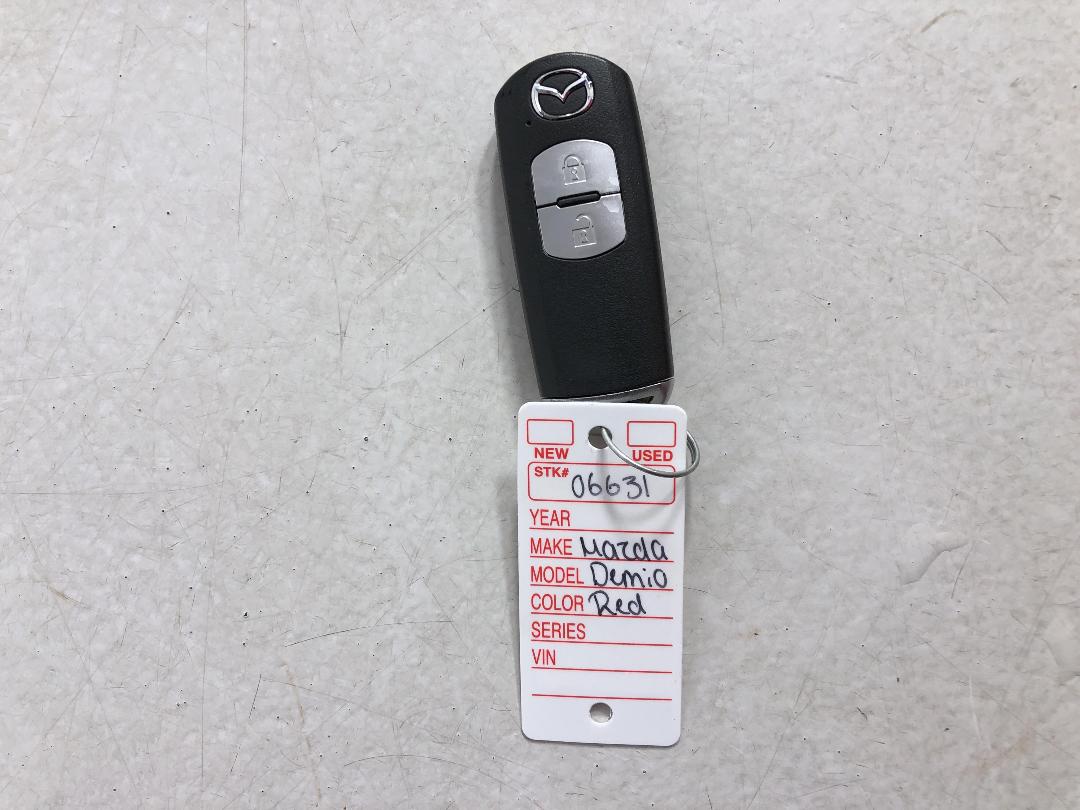 NEW USED
STK# 06631
YEAR
MAKE Mazda
MODEL Demio
COLOR Red
SERIES
VIN